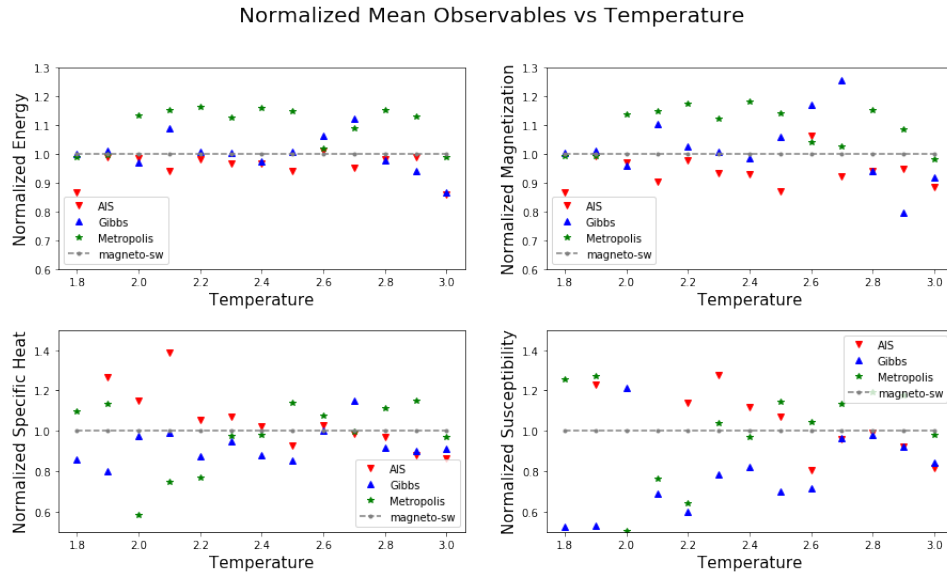 Normalized Mean Observables vs Temperature
Normalized Energy
1.3
1.2
1.1
1.0
0.9
0.8
0.7
0.6
AIS
Gibbs
Metropolis
magneto-sw
1.8 2.0 2.2 2.4 2.6 2.8 3.0
Temperature
Normalized Magnetization
1.3
1.2
1.1
1.0
0.9
0.8
0.7
0.6
AIS
Gibbs
Metropolis
magneto-sw
1.8 2.0 2.2 2.4 2.6 2.8 3.0
Temperature
Normalized Specific Heat
1.4
1.2
1.0
0.8
0.6
AIS
Gibbs
Metropolis
magneto-sw
1.8 2.0 2.2 2.4 2.6 2.8 3.0
Temperature
Normalized Susceptibility
1.4
1.2
1.0
0.8
0.6
AIS
Gibbs
Metropolis
magneto-sw
1.8 2.0 2.2 2.4 2.6 2.8 3.0
Temperature